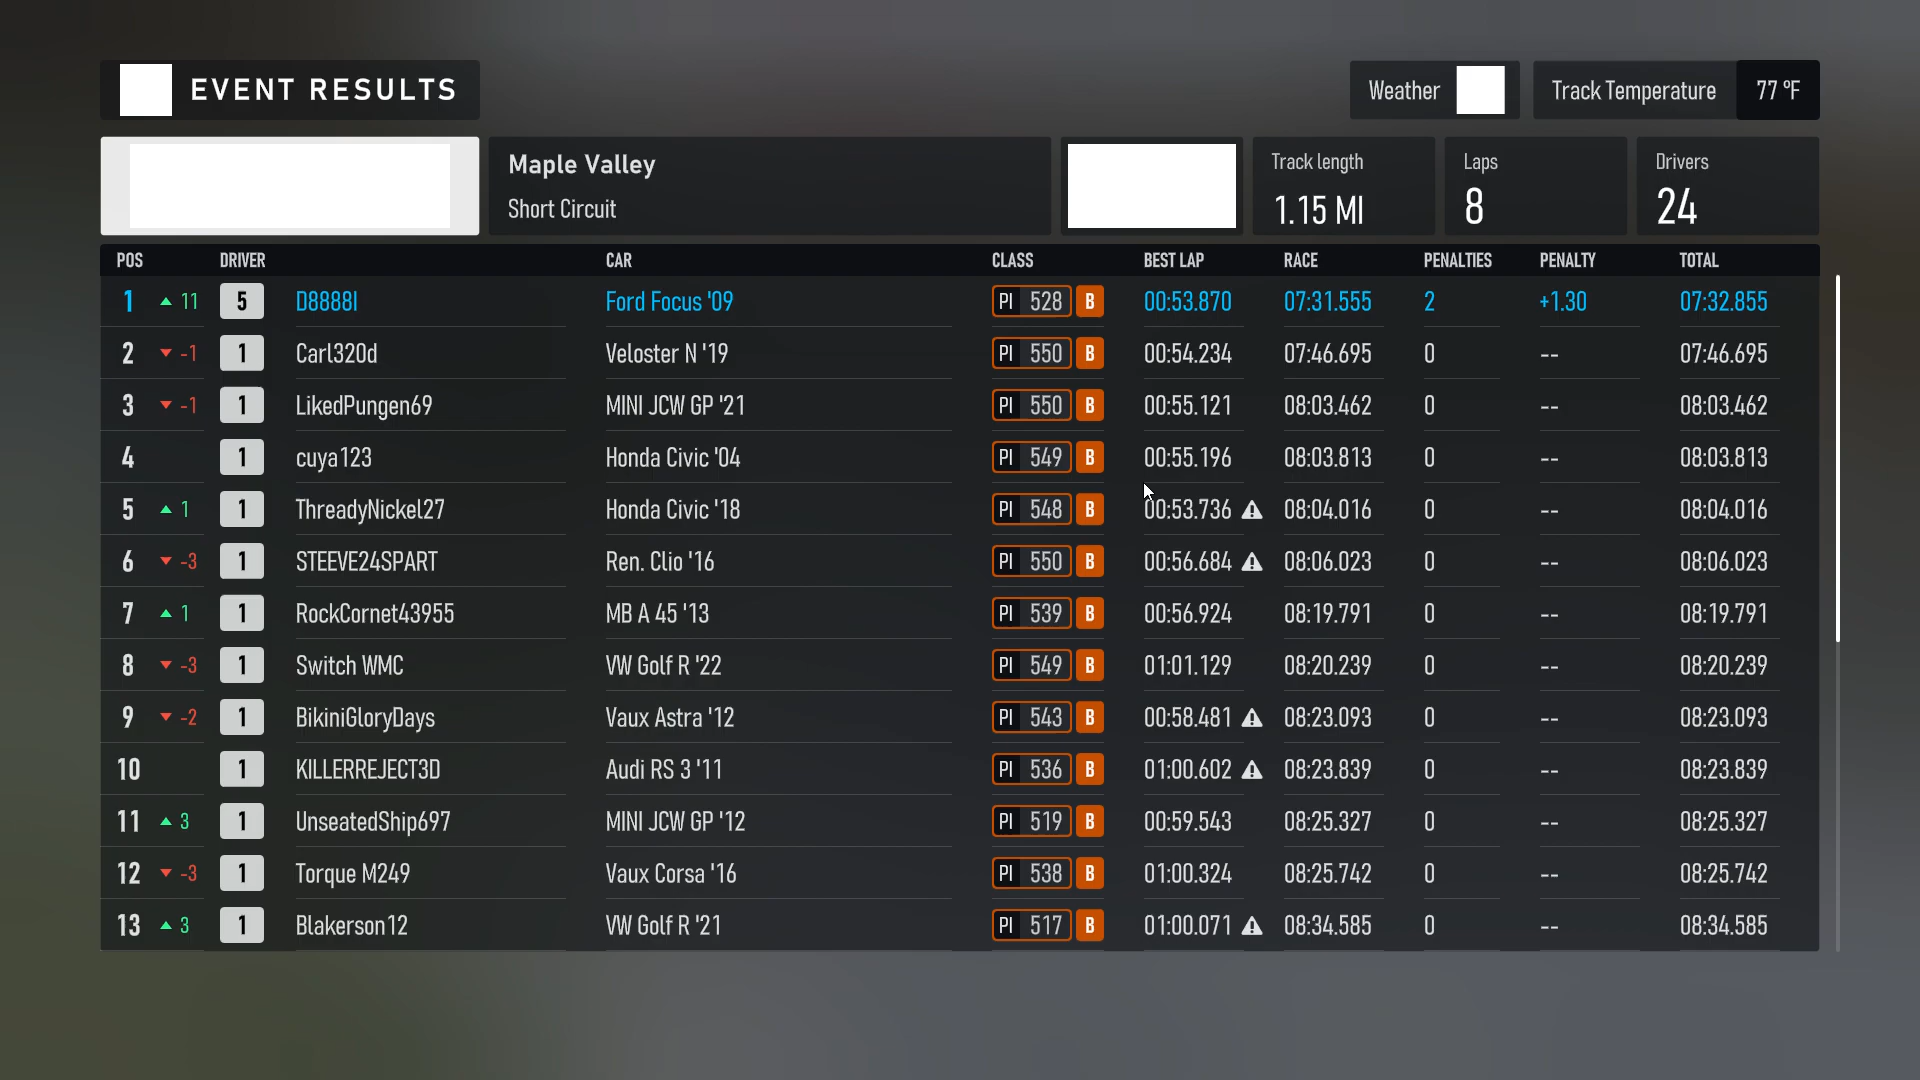 EVENT RESULTS
Weather
Track Temperature 77 °F
Maple Valley
Short Circuit
Track length
1.15 MI
Laps
8
Drivers
24
POS DRIVER CAR CLASS BEST LAP RACE PENALTIES PENALTY TOTAL
1 ▲ 11 5 D8888I Ford Focus '09 PI 528 B 00:53.870 07:31.555 2 +1.30 07:32.855
2 ▼ -1 1 Carl320d Veloster N '19 PI 550 B 00:54.234 07:46.695 0 -- 07:46.695
3 ▼ -1 1 LikedPungen69 MINI JCW GP '21 PI 550 B 00:55.121 08:03.462 0 -- 08:03.462
4 1 cuya123 Honda Civic '04 PI 549 B 00:55.196 08:03.813 0 -- 08:03.813
5 ▲ 1 1 ThreadyNickel27 Honda Civic '18 PI 548 B 00:53.736 08:04.016 0 -- 08:04.016
6 ▼ -3 1 STEEVE24SPART Ren. Clio '16 PI 550 B 00:56.684 08:06.023 0 -- 08:06.023
7 ▲ 1 1 RockCornet43955 MB A 45 '13 PI 539 B 00:56.924 08:19.791 0 -- 08:19.791
8 ▼ -3 1 Switch WMC VW Golf R '22 PI 549 B 01:01.129 08:20.239 0 -- 08:20.239
9 ▼ -2 1 BikiniGloryDays Vaux Astra '12 PI 543 B 00:58.481 08:23.093 0 -- 08:23.093
10 1 KILLERREJECT3D Audi RS 3 '11 PI 536 B 01:00.602 08:23.839 0 -- 08:23.839
11 ▲ 3 1 UnseatedShip697 MINI JCW GP '12 PI 519 B 00:59.543 08:25.327 0 -- 08:25.327
12 ▼ -3 1 Torque M249 Vaux Corsa '16 PI 538 B 01:00.324 08:25.742 0 -- 08:25.742
13 ▲ 3 1 Blakerson12 VW Golf R '21 PI 517 B 01:00.071 08:34.585 0 -- 08:34.585